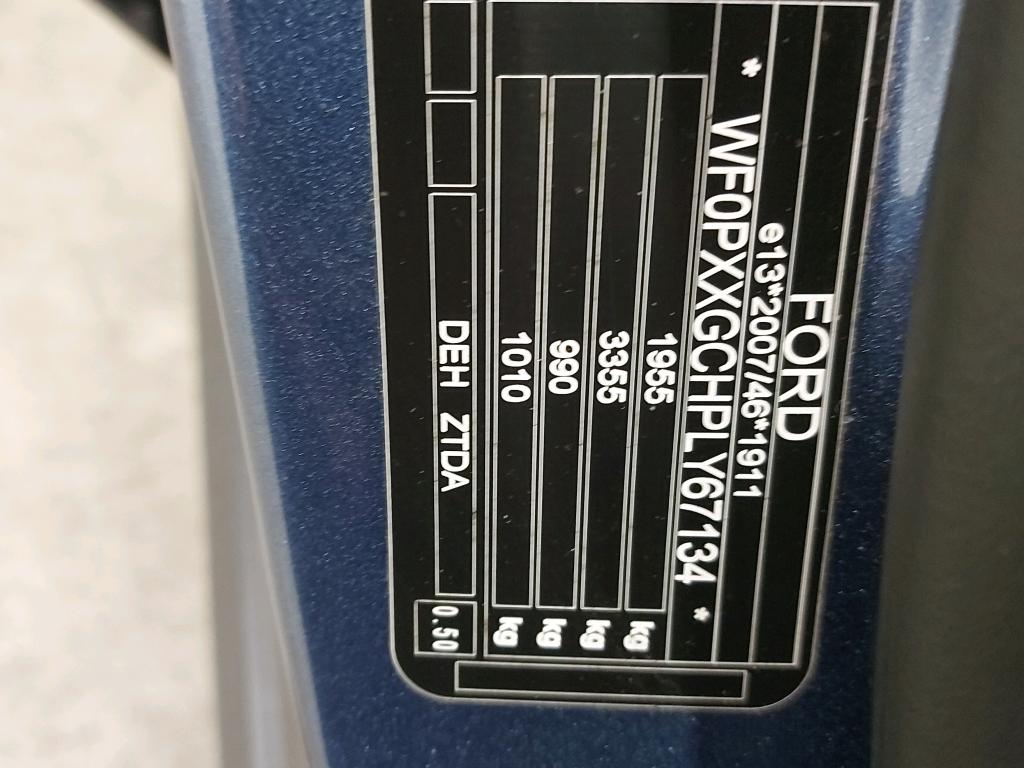 FORD
e13*2007/46*1911
* WF0PXXGCHPLY67134 *
1955 kg
3355 kg
990 kg
1010 kg
DEH ZTDA 0.50